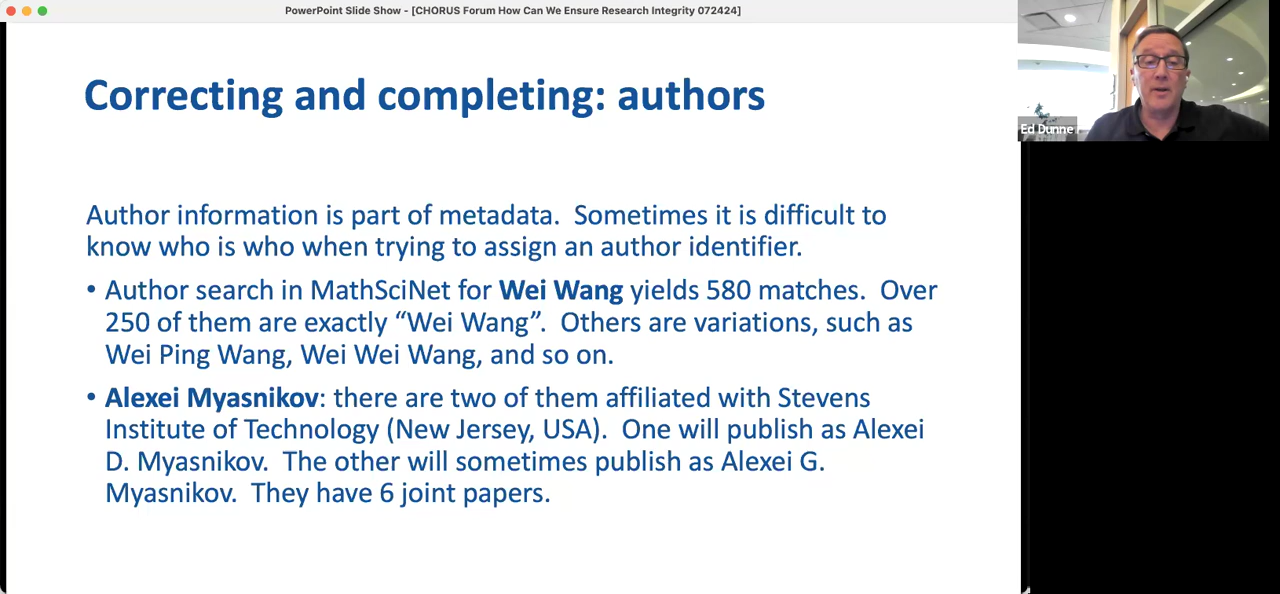 PowerPoint Slide Show - [CHORUS Forum How Can We Ensure Research Integrity 072424]
Ed Dunne
Correcting and completing: authors
Author information is part of metadata.  Sometimes it is difficult to
know who is who when trying to assign an author identifier.
• Author search in MathSciNet for Wei Wang yields 580 matches.  Over
250 of them are exactly “Wei Wang”.  Others are variations, such as
Wei Ping Wang, Wei Wei Wang, and so on.
• Alexei Myasnikov: there are two of them affiliated with Stevens
Institute of Technology (New Jersey, USA).  One will publish as Alexei
D. Myasnikov.  The other will sometimes publish as Alexei G.
Myasnikov.  They have 6 joint papers.